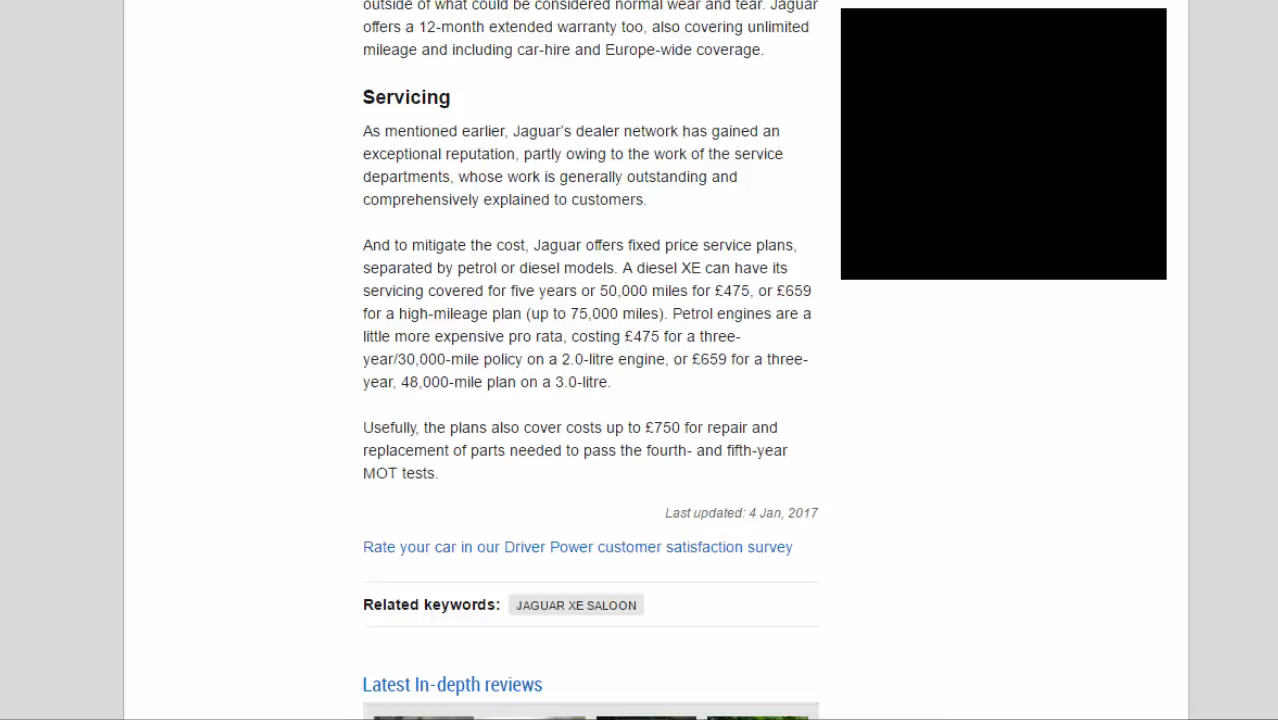 outside of what could be considered normal wear and tear. Jaguar
offers a 12-month extended warranty too, also covering unlimited
mileage and including car-hire and Europe-wide coverage.
Servicing
As mentioned earlier, Jaguar’s dealer network has gained an
exceptional reputation, partly owing to the work of the service
departments, whose work is generally outstanding and
comprehensively explained to customers.
And to mitigate the cost, Jaguar offers fixed price service plans,
separated by petrol or diesel models. A diesel XE can have its
servicing covered for five years or 50,000 miles for £475, or £659
for a high-mileage plan (up to 75,000 miles). Petrol engines are a
little more expensive pro rata, costing £475 for a three-
year/30,000-mile policy on a 2.0-litre engine, or £659 for a three-
year, 48,000-mile plan on a 3.0-litre.
Usefully, the plans also cover costs up to £750 for repair and
replacement of parts needed to pass the fourth- and fifth-year
MOT tests.
Last updated: 4 Jan, 2017
Rate your car in our Driver Power customer satisfaction survey
Related keywords: JAGUAR XE SALOON
Latest In-depth reviews